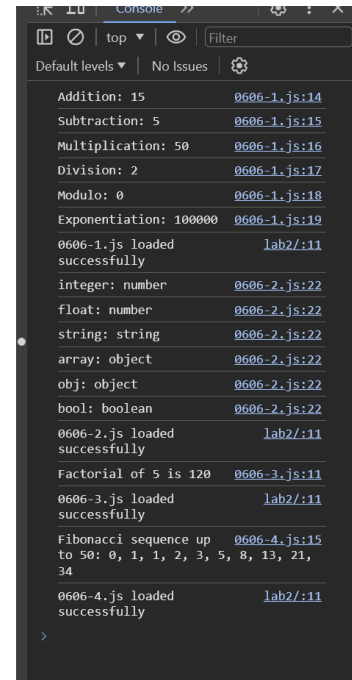 Console
top
Filter
Default levels No Issues
Addition: 15 0606-1.js:14
Subtraction: 5 0606-1.js:15
Multiplication: 50 0606-1.js:16
Division: 2 0606-1.js:17
Modulo: 0 0606-1.js:18
Exponentiation: 100000 0606-1.js:19
0606-1.js loaded lab2/:11
successfully
integer: number 0606-2.js:22
float: number 0606-2.js:22
string: string 0606-2.js:22
array: object 0606-2.js:22
obj: object 0606-2.js:22
bool: boolean 0606-2.js:22
0606-2.js loaded lab2/:11
successfully
Factorial of 5 is 120 0606-3.js:11
0606-3.js loaded lab2/:11
successfully
Fibonacci sequence up 0606-4.js:15
to 50: 0, 1, 1, 2, 3, 5, 8, 13, 21,
34
0606-4.js loaded lab2/:11
successfully